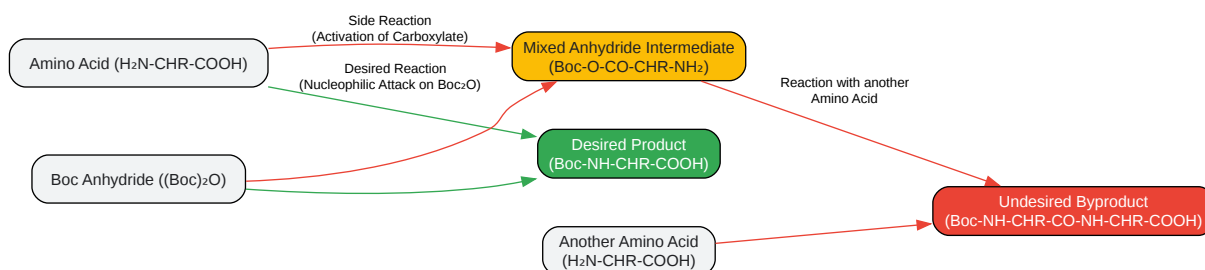 Side Reaction
(Activation of Carboxylate)
Amino Acid (H₂N-CHR-COOH)
Mixed Anhydride Intermediate
(Boc-O-CO-CHR-NH₂)
Desired Reaction
(Nucleophilic Attack on Boc₂O)
Reaction with another
Amino Acid
Desired Product
(Boc-NH-CHR-COOH)
Boc Anhydride ((Boc)₂O)
Undesired Byproduct
(Boc-NH-CHR-CO-NH-CHR-COOH)
Another Amino Acid
(H₂N-CHR-COOH)